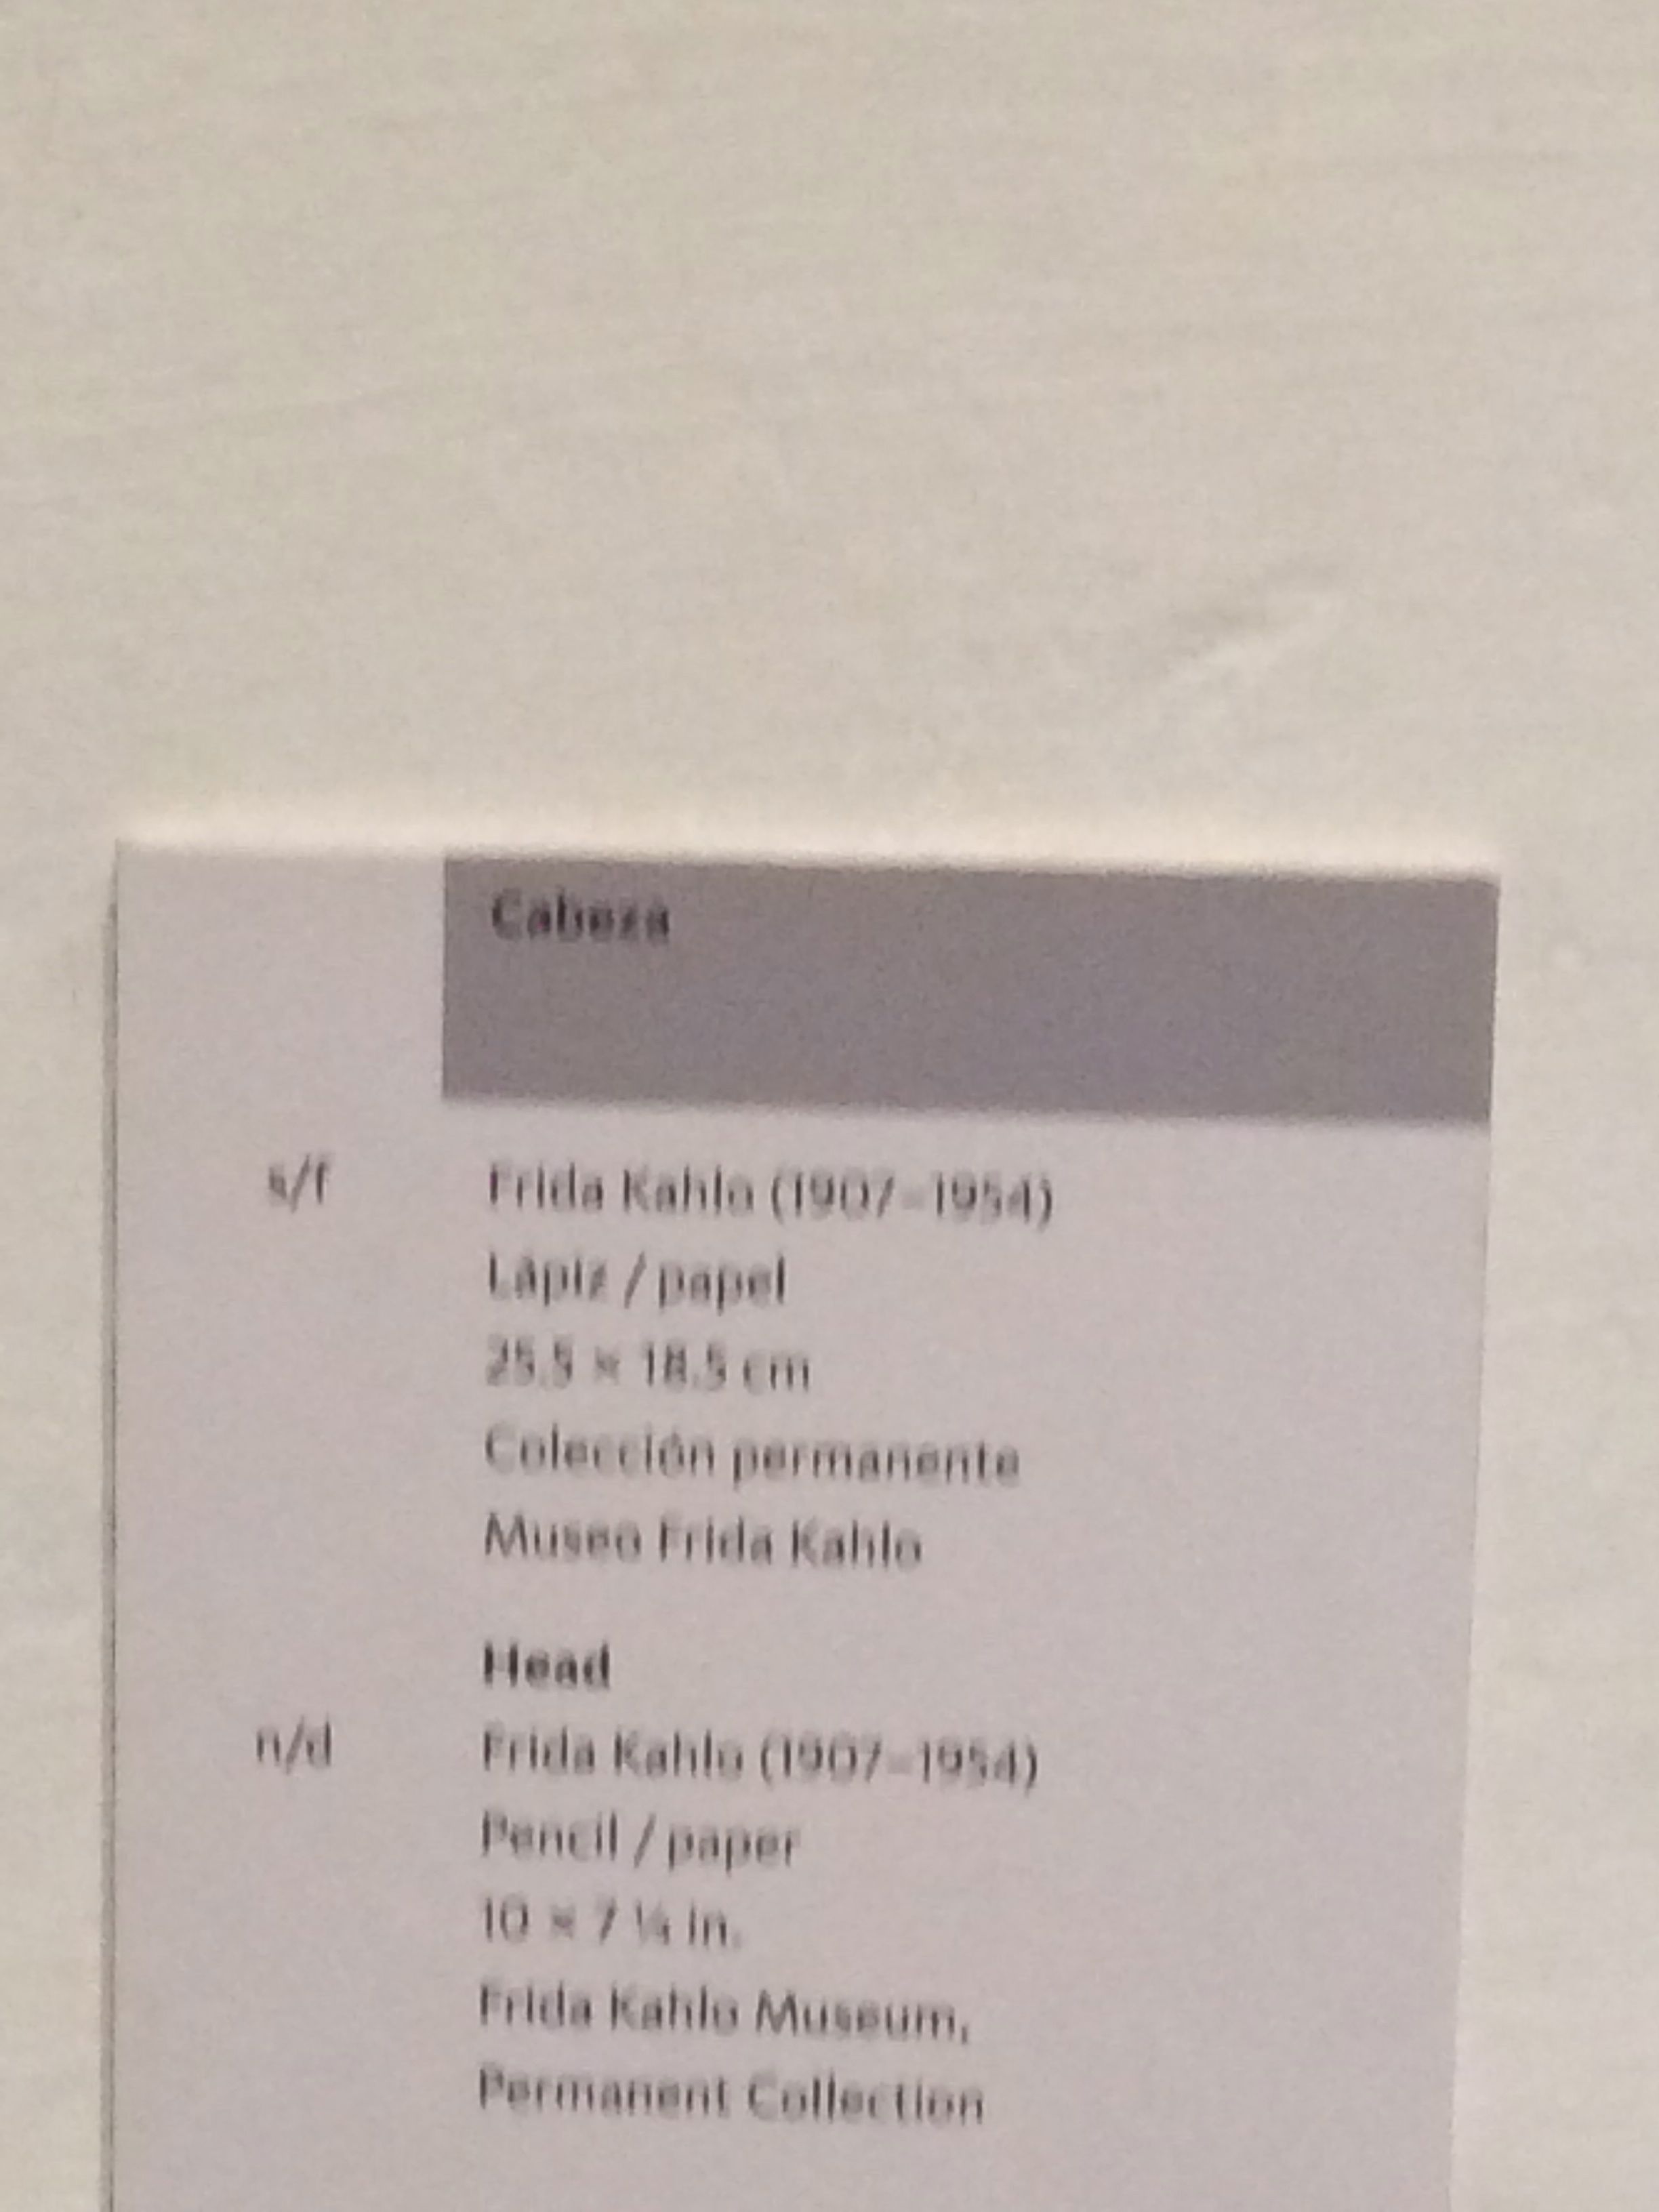 Cabeza
s/f Frida Kahlo (1907–1954)
Lápiz / papel
25.5 × 18.5 cm
Colección permanente
Museo Frida Kahlo
Head
n/d Frida Kahlo (1907–1954)
Pencil / paper
10 × 7 ¼ in.
Frida Kahlo Museum,
Permanent Collection